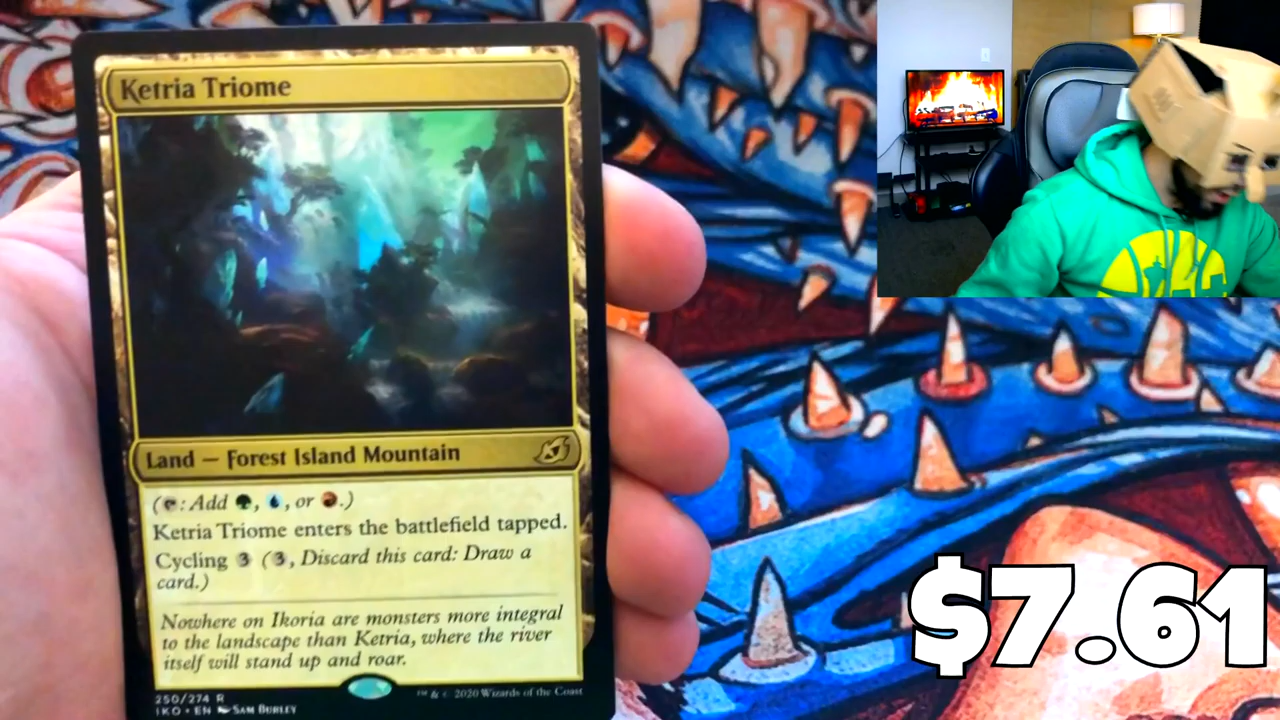 Ketria Triome
Land — Forest Island Mountain
(T: Add G, U, or R.)
Ketria Triome enters the battlefield tapped.
Cycling 3 (3, Discard this card: Draw a
card.)
Nowhere on Ikoria are monsters more integral
to the landscape than Ketria, where the river
itself will stand up and roar.
250/274 R
IKO • EN Sam Burley
™ & © 2020 Wizards of the Coast
$7.61